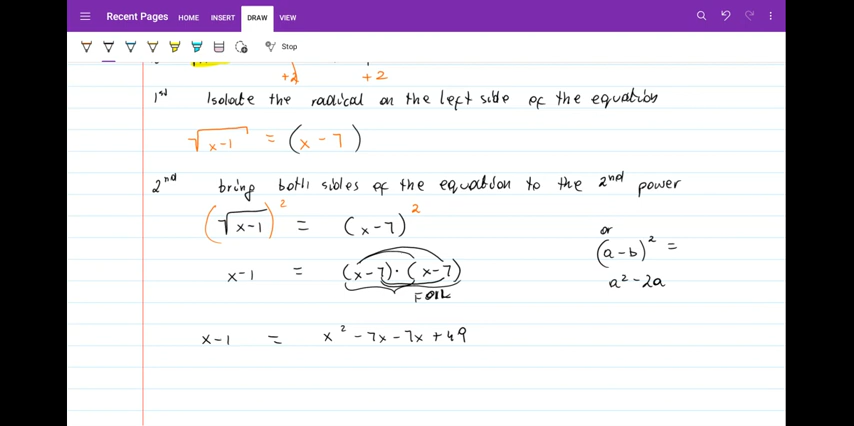 Recent Pages HOME INSERT DRAW VIEW
Stop
+2 +2
1st Isolate the radical on the left side of the equation
√x-1 = (x-7)
2nd bring both sides of the equation to the 2nd power
(√x-1)² = (x-7)²
x-1 = (x-7)·(x-7)
FOIL
or
(a-b)² =
a²-2a
x-1 = x²-7x-7x+49